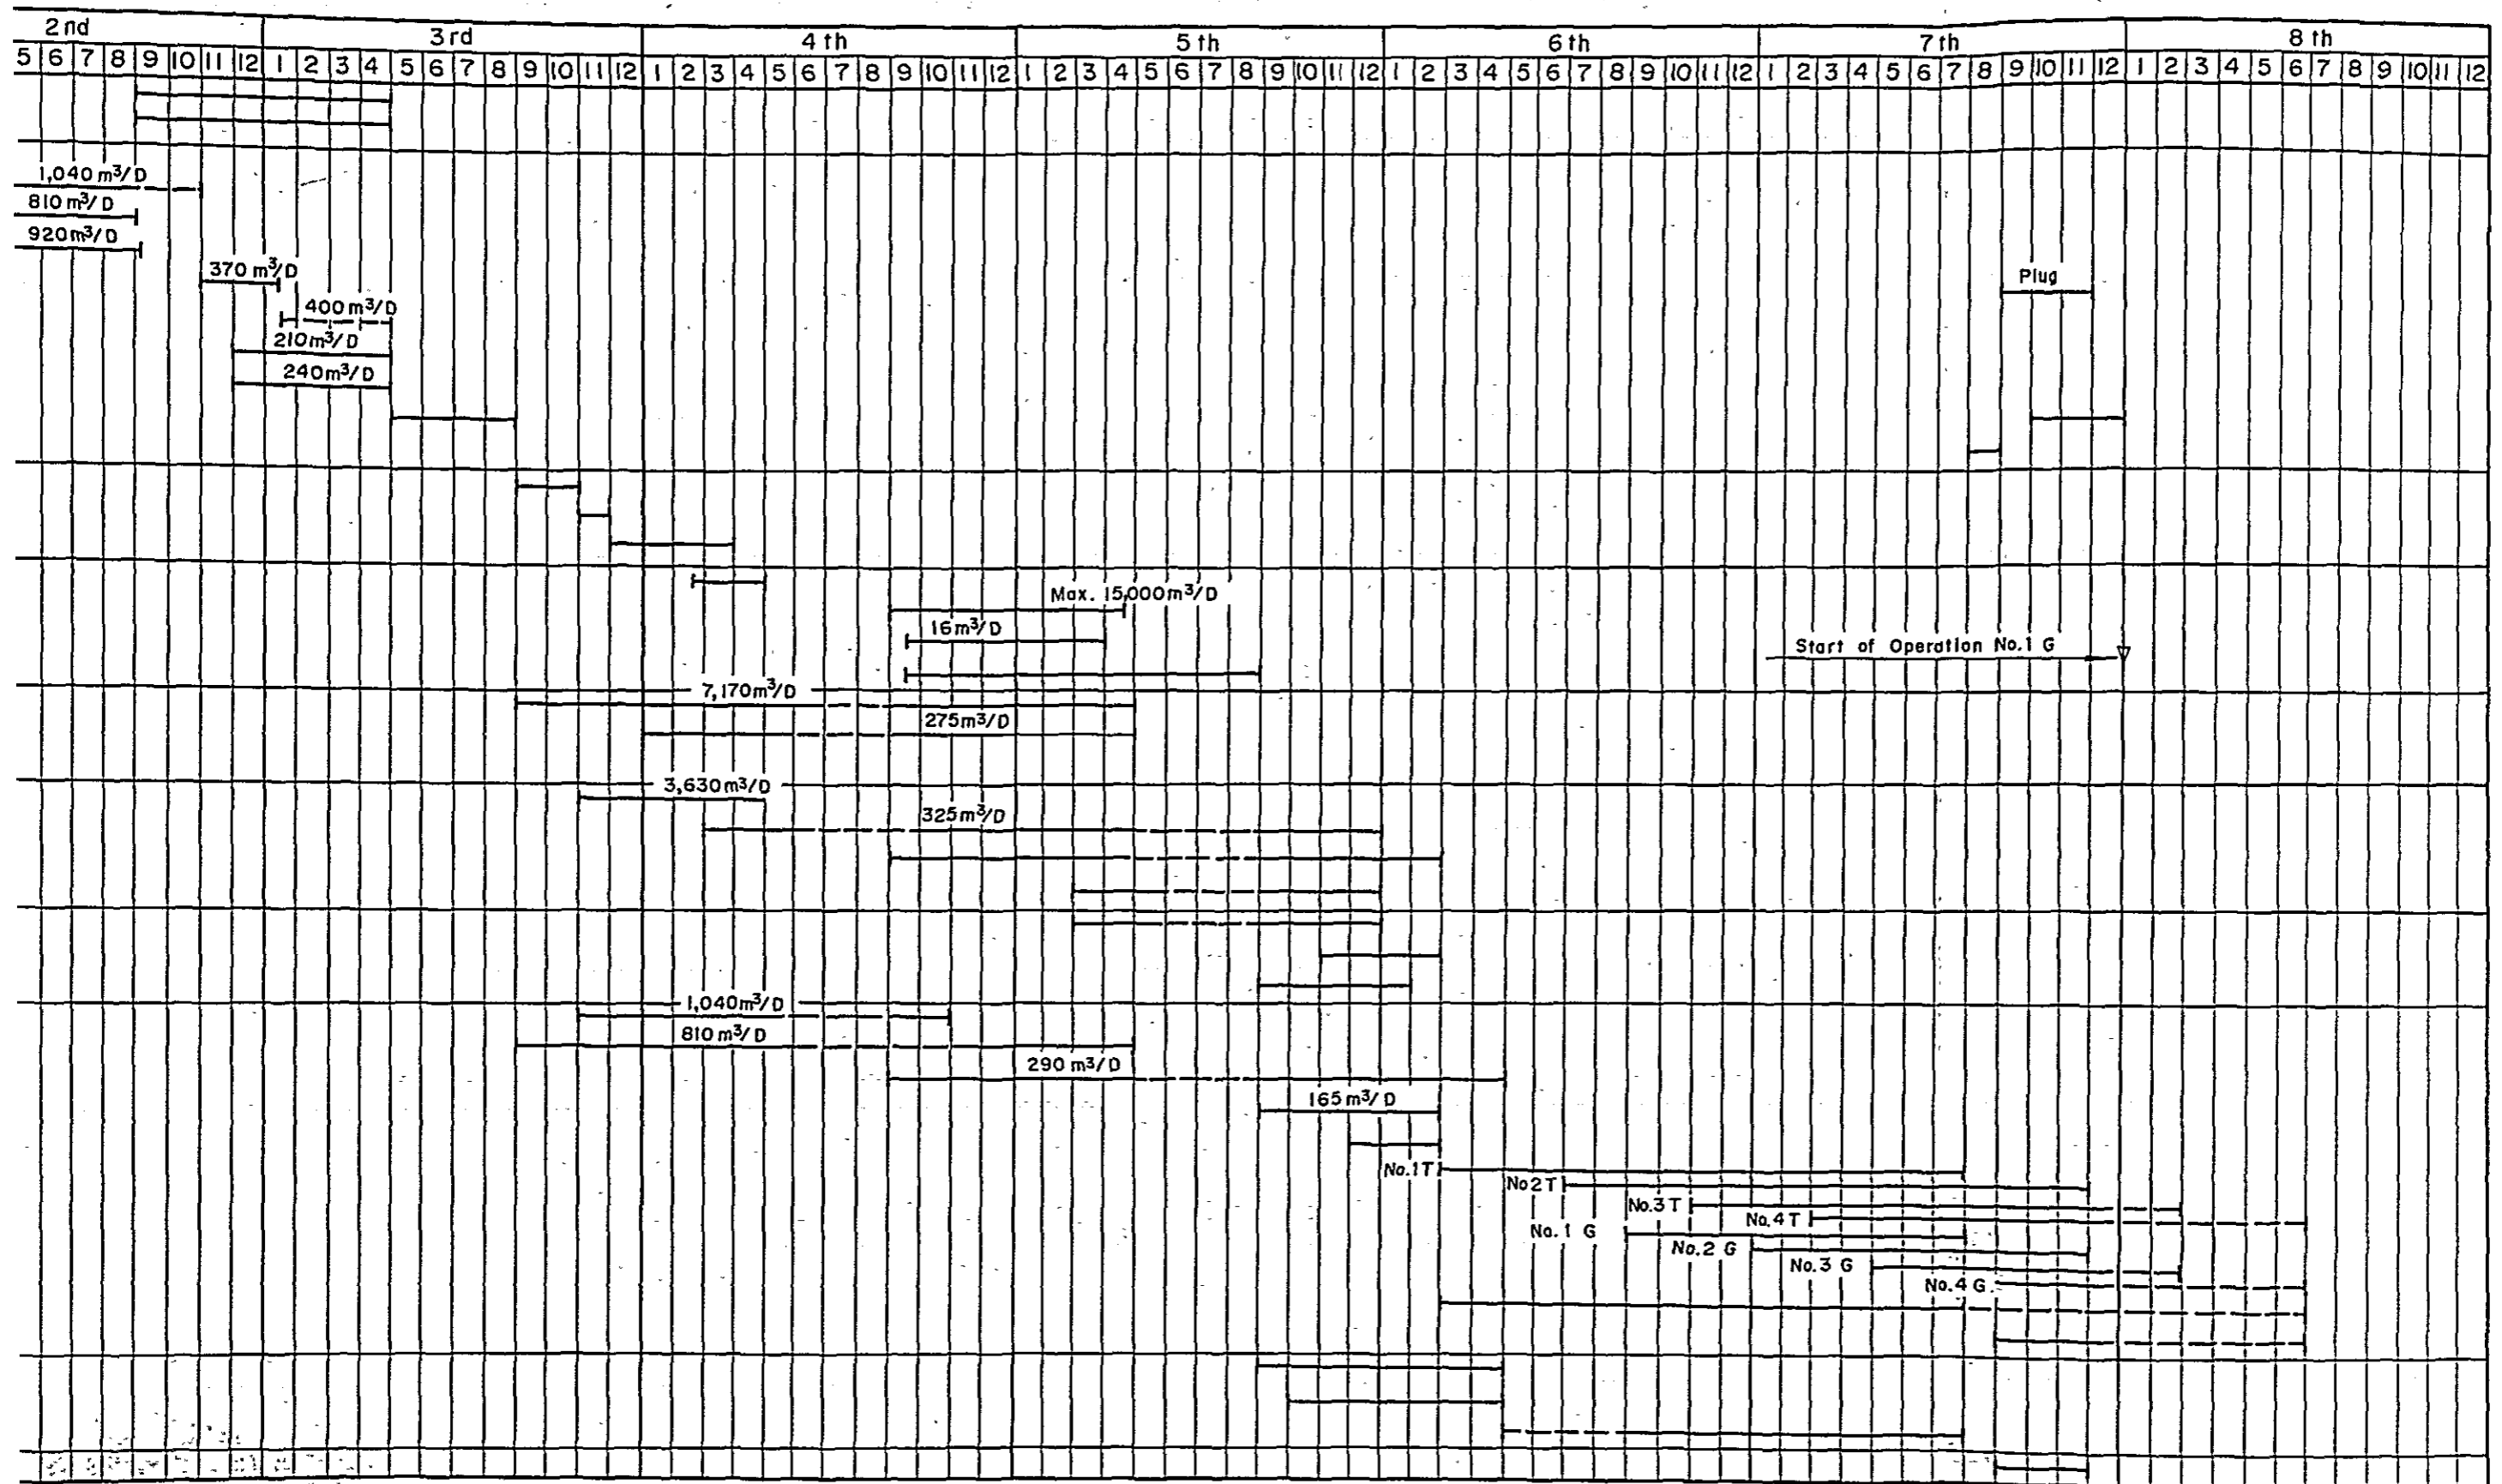 2nd 3rd 4th 5th 6th 7th 8th
5 6 7 8 9 10 11 12 1 2 3 4 5 6 7 8 9 10 11 12 1 2 3 4 5 6 7 8 9 10 11 12 1 2 3 4 5 6 7 8 9 10 11 12 1 2 3 4 5 6 7 8 9 10 11 12 1 2 3 4 5 6 7 8 9 10 11 12 1 2 3 4 5 6 7 8 9 10 11 12
1,040 m³/D
810 m³/D
920 m³/D
370 m³/D
Plug
400 m³/D
210 m³/D
240 m³/D
Max. 15,000 m³/D
16 m³/D
Start of Operation No.1 G
7,170 m³/D
275 m³/D
3,630 m³/D
325 m³/D
1,040 m³/D
810 m³/D
290 m³/D
165 m³/D
No.1 T
No2 T
No.3 T
No.4 T
No.1 G
No.2 G
No.3 G
No.4 G